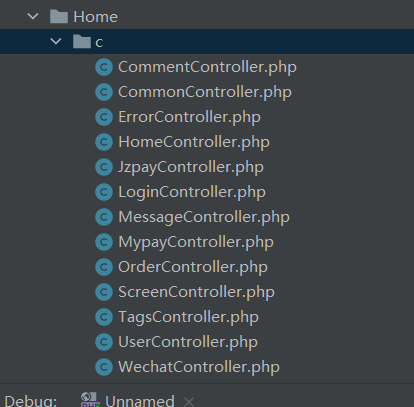 Home
c
CommentController.php
CommonController.php
ErrorController.php
HomeController.php
JzpayController.php
LoginController.php
MessageController.php
MypayController.php
OrderController.php
ScreenController.php
TagsController.php
UserController.php
WechatController.php
Debug: Unnamed